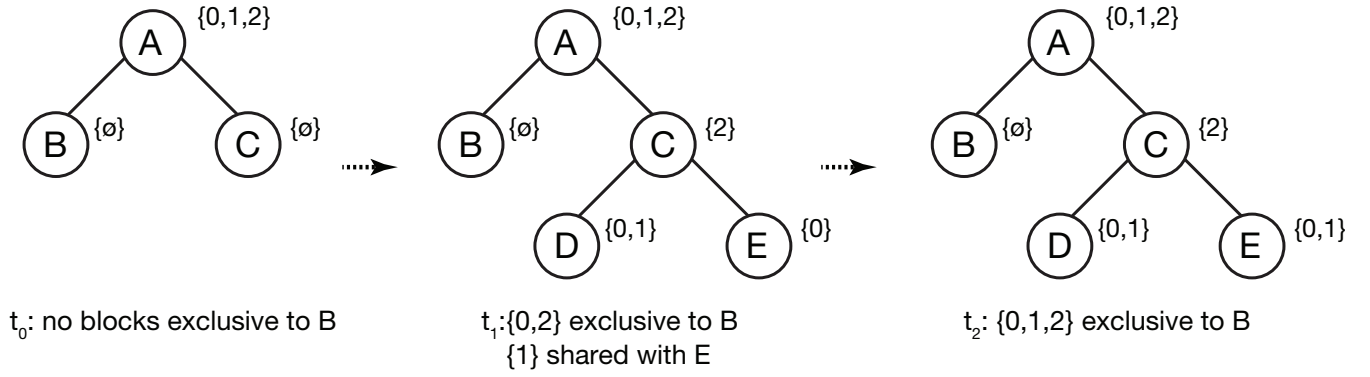 A {0,1,2}
B {ø} C {ø}
t₀: no blocks exclusive to B
A {0,1,2}
B {ø} C {2}
D {0,1} E {0}
t₁:{0,2} exclusive to B
{1} shared with E
A {0,1,2}
B {ø} C {2}
D {0,1} E {0,1}
t₂: {0,1,2} exclusive to B